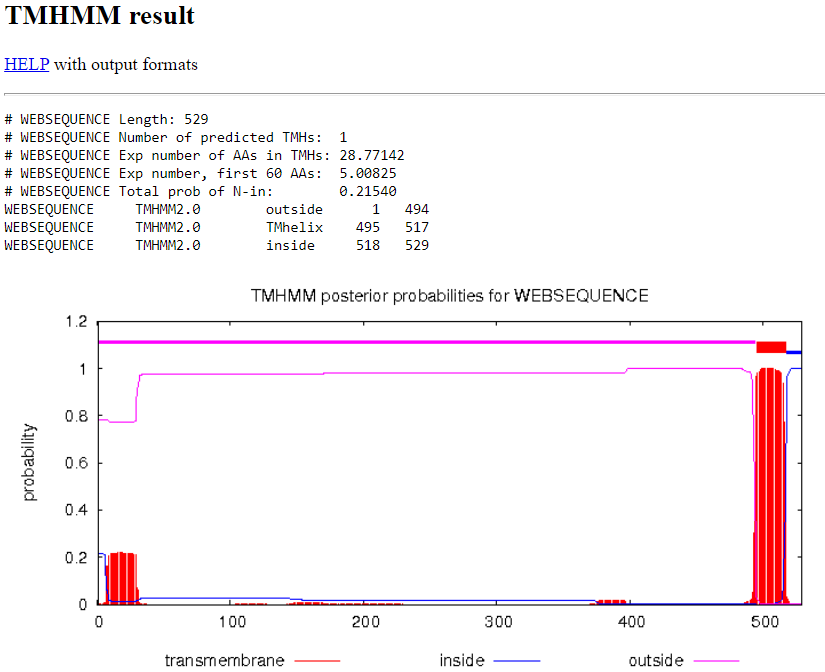 TMHMM result
HELP with output formats
# WEBSEQUENCE Length: 529
# WEBSEQUENCE Number of predicted TMHs:  1
# WEBSEQUENCE Exp number of AAs in TMHs: 28.77142
# WEBSEQUENCE Exp number, first 60 AAs:  5.00825
# WEBSEQUENCE Total prob of N-in:        0.21540
WEBSEQUENCE     TMHMM2.0        outside      1   494
WEBSEQUENCE     TMHMM2.0        TMhelix    495   517
WEBSEQUENCE     TMHMM2.0        inside     518   529
TMHMM posterior probabilities for WEBSEQUENCE
1.2
1
0.8
0.6
0.4
0.2
0
probability
0 100 200 300 400 500
transmembrane inside outside